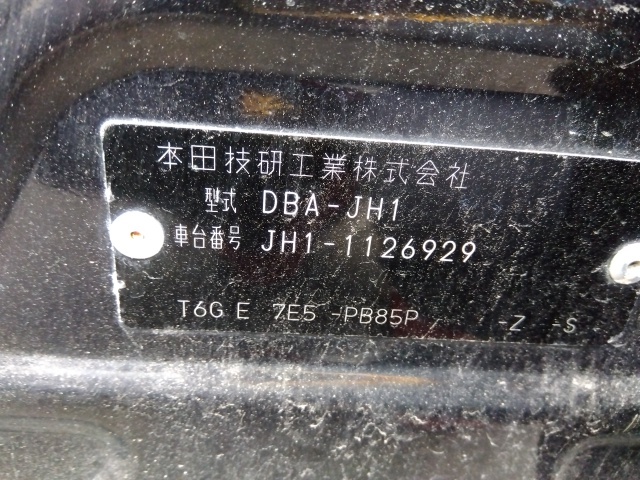 本田技研工業株式会社
型式 DBA-JH1
車台番号 JH1-1126929
T6G E 7E5 -PB85P -Z -S